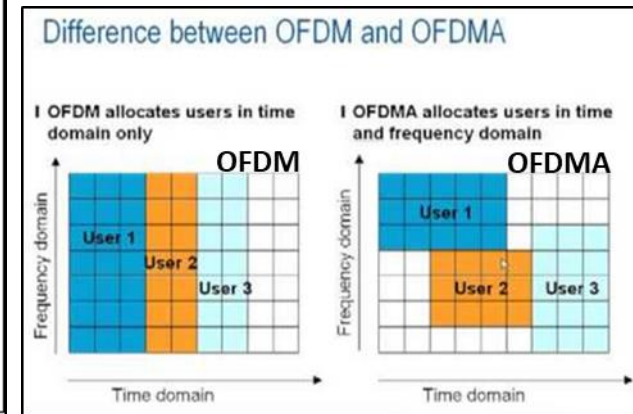 Difference between OFDM and OFDMA
I OFDM allocates users in time
domain only
OFDM
Frequency domain
User 1
User 2
User 3
Time domain
I OFDMA allocates users in time
and frequency domain
OFDMA
Frequency domain
User 1
User 2
User 3
Time domain